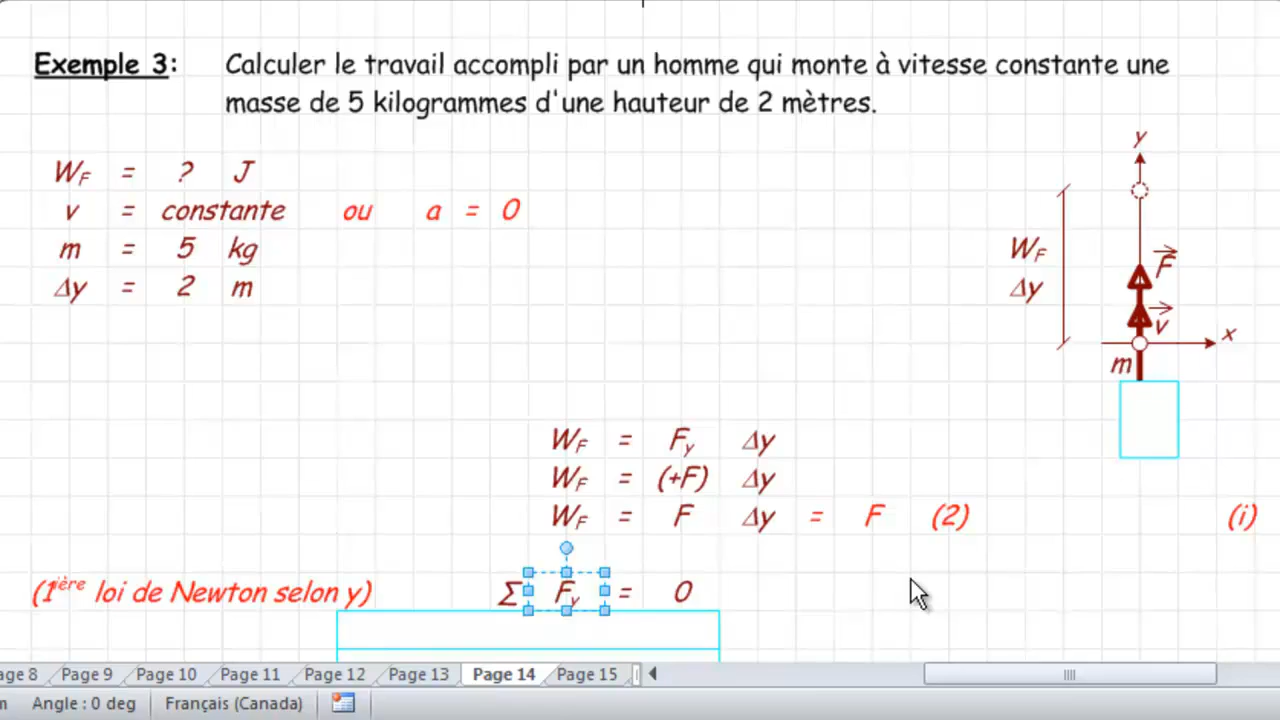 Exemple 3: Calculer le travail accompli par un homme qui monte à vitesse constante une
masse de 5 kilogrammes d'une hauteur de 2 mètres.
W_F = ? J
v = constante ou a = 0
m = 5 kg
Δy = 2 m
y
W_F
Δy
F
v
x
m
W_F = F_y Δy
W_F = (+F) Δy
W_F = F Δy = F (2) (i)
(1ière loi de Newton selon y) Σ F_y = 0
age 8 Page 9 Page 10 Page 11 Page 12 Page 13 Page 14 Page 15
m Angle : 0 deg Français (Canada)